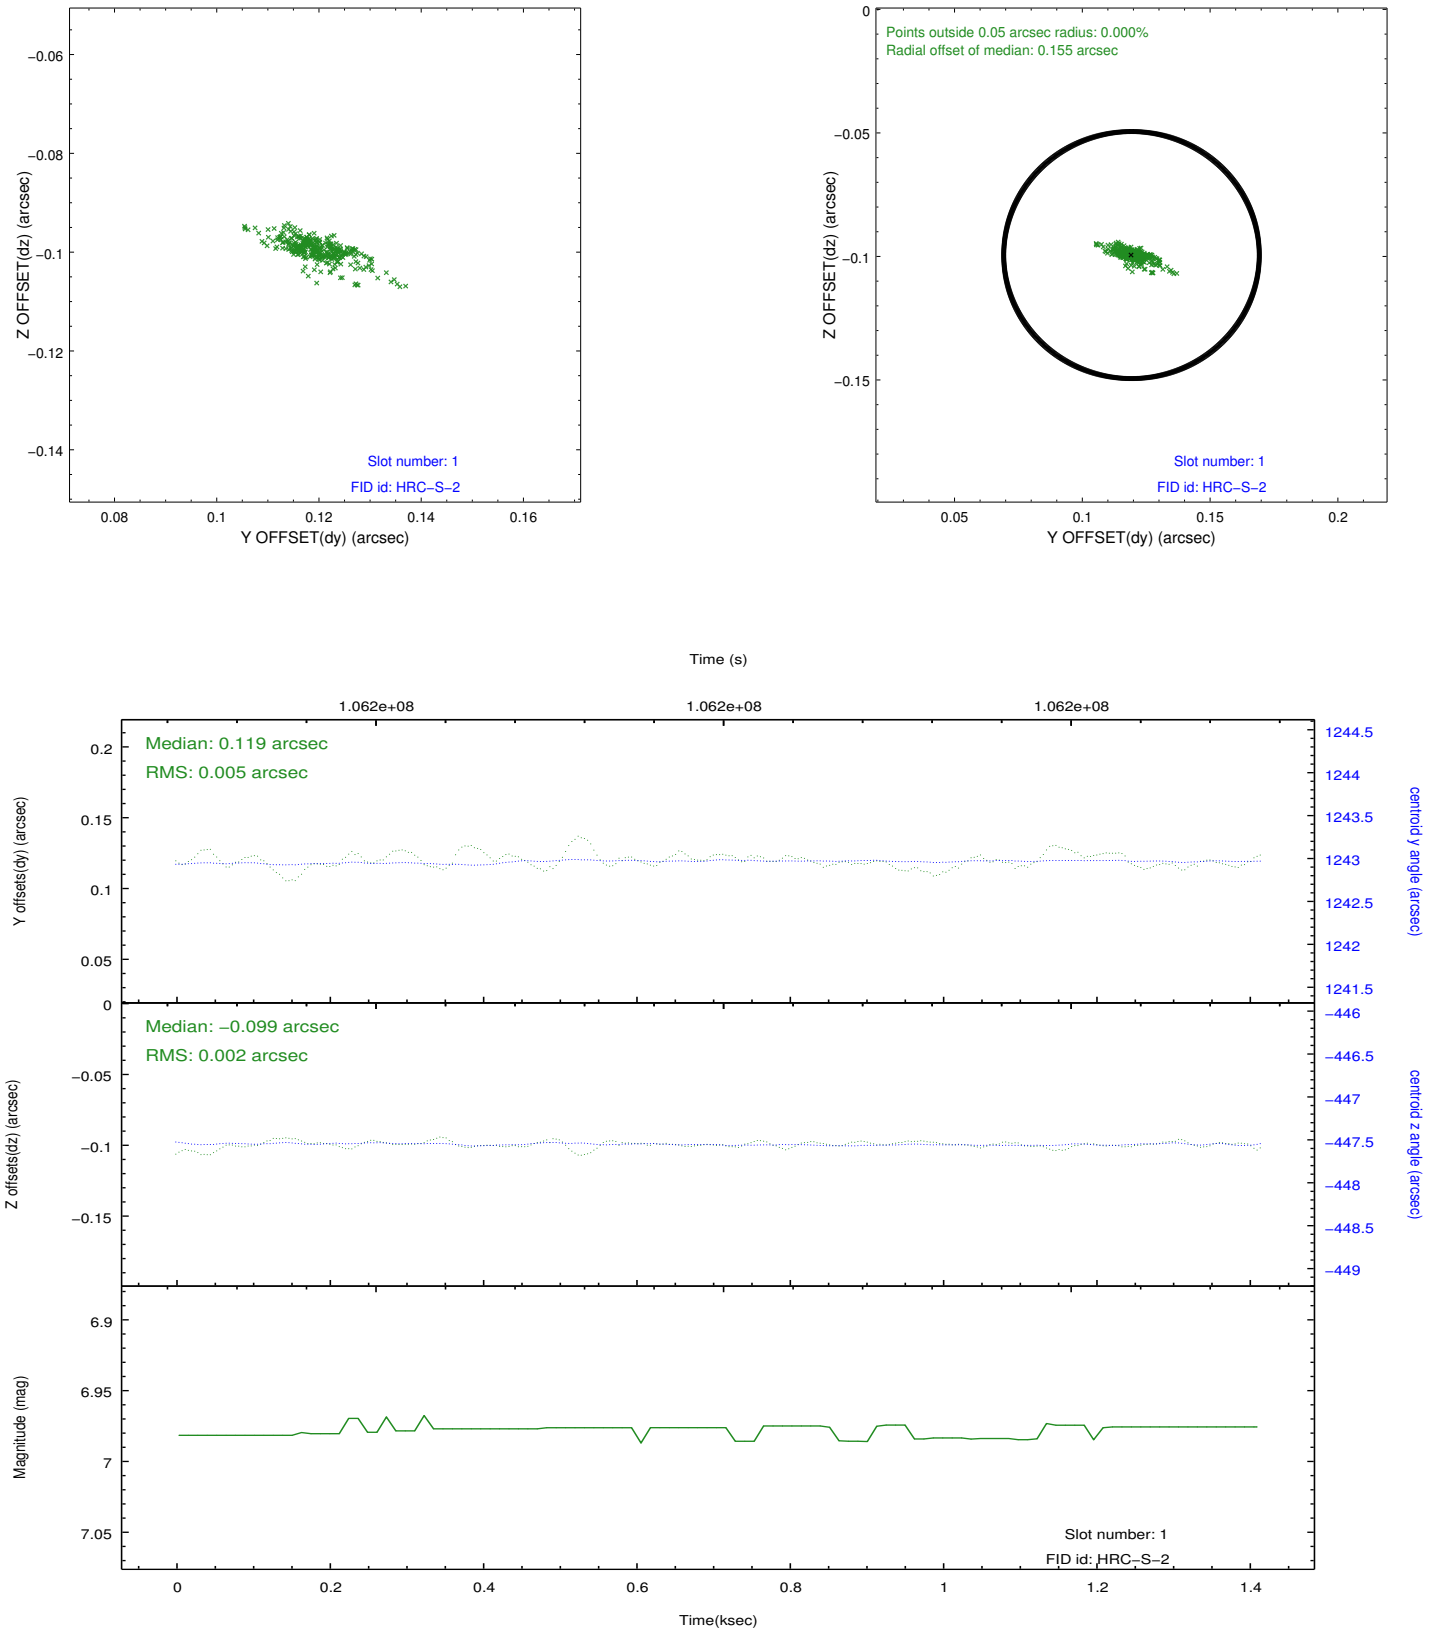 −0.06
−0.08
−0.1
−0.12
−0.14
Z OFFSET(dz) (arcsec)
Slot number: 1
FID id: HRC−S−2
0.08
0.1
0.12
0.14
0.16
Y OFFSET(dy) (arcsec)
0
−0.05
−0.1
−0.15
Z OFFSET(dz) (arcsec)
Points outside 0.05 arcsec radius: 0.000%
Radial offset of median: 0.155 arcsec
Slot number: 1
FID id: HRC−S−2
0.05
0.1
0.15
0.2
Y OFFSET(dy) (arcsec)
Time (s)
1.062e+08
1.062e+08
1.062e+08
Median: 0.119 arcsec
RMS: 0.005 arcsec
0.2
0.15
0.1
0.05
0
Y offsets(dy) (arcsec)
1244.5
1244
1243.5
1243
1242.5
1242
1241.5
centroid y angle (arcsec)
Median: −0.099 arcsec
RMS: 0.002 arcsec
−0.05
−0.1
−0.15
Z offsets(dz) (arcsec)
−446
−446.5
−447
−447.5
−448
−448.5
−449
centroid z angle (arcsec)
6.9
6.95
7
7.05
Magnitude (mag)
Slot number: 1
FID id: HRC−S−2
0
0.2
0.4
0.6
0.8
1
1.2
1.4
Time(ksec)